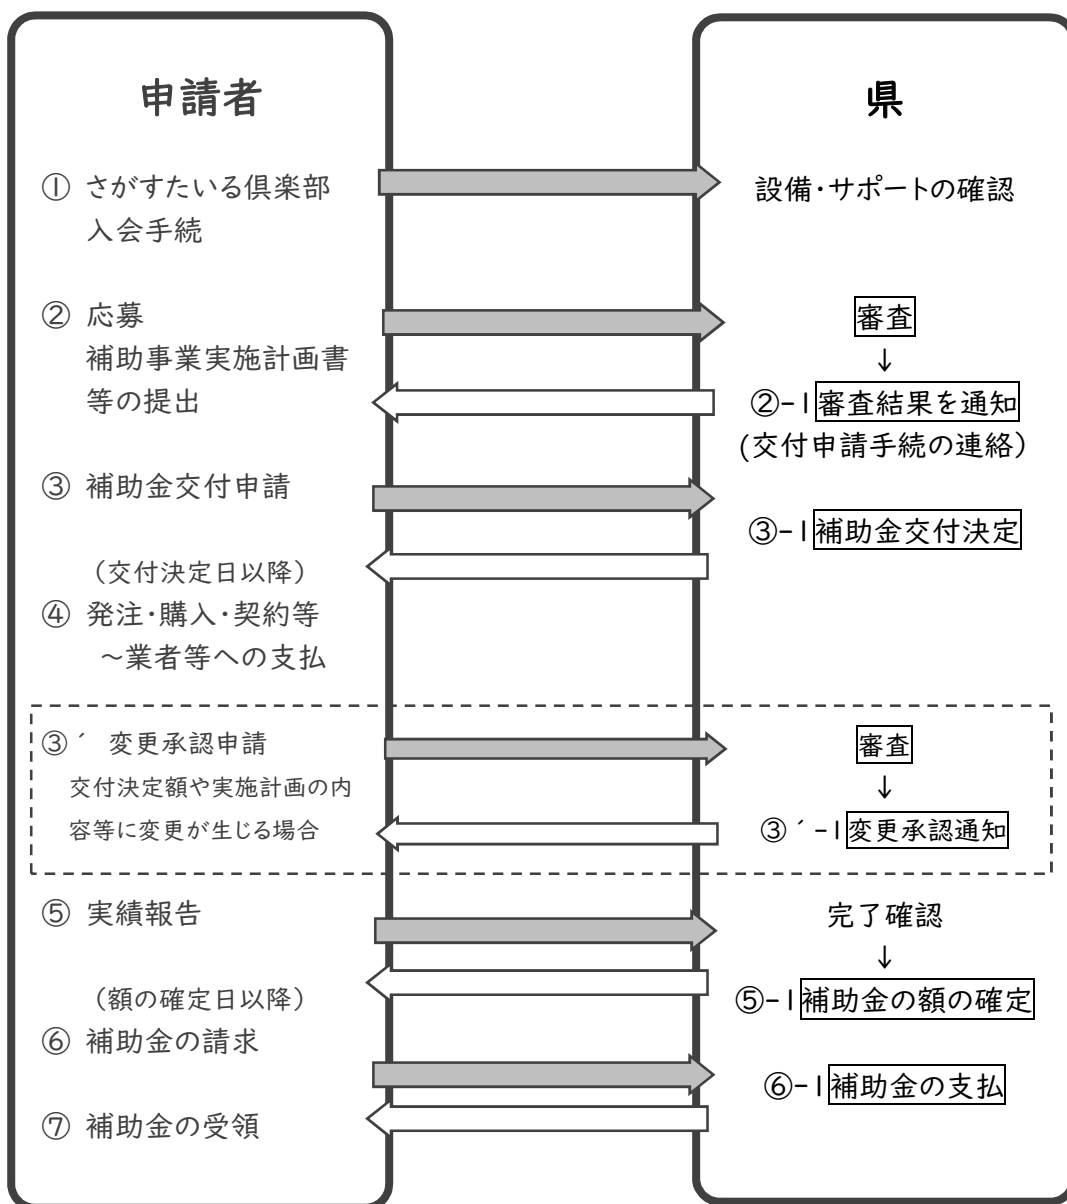 申請者
県
① さがすたいる倶楽部
入会手続
設備・サポートの確認
② 応募
補助事業実施計画書
等の提出
審査
↓
②-1審査結果を通知
(交付申請手続の連絡)
③ 補助金交付申請
③-1補助金交付決定
(交付決定日以降)
④ 発注・購入・契約等
~業者等への支払
③´ 変更承認申請
交付決定額や実施計画の内
容等に変更が生じる場合
審査
↓
③´-1変更承認通知
⑤ 実績報告
完了確認
↓
⑤-1補助金の額の確定
(額の確定日以降)
⑥ 補助金の請求
⑥-1補助金の支払
⑦ 補助金の受領